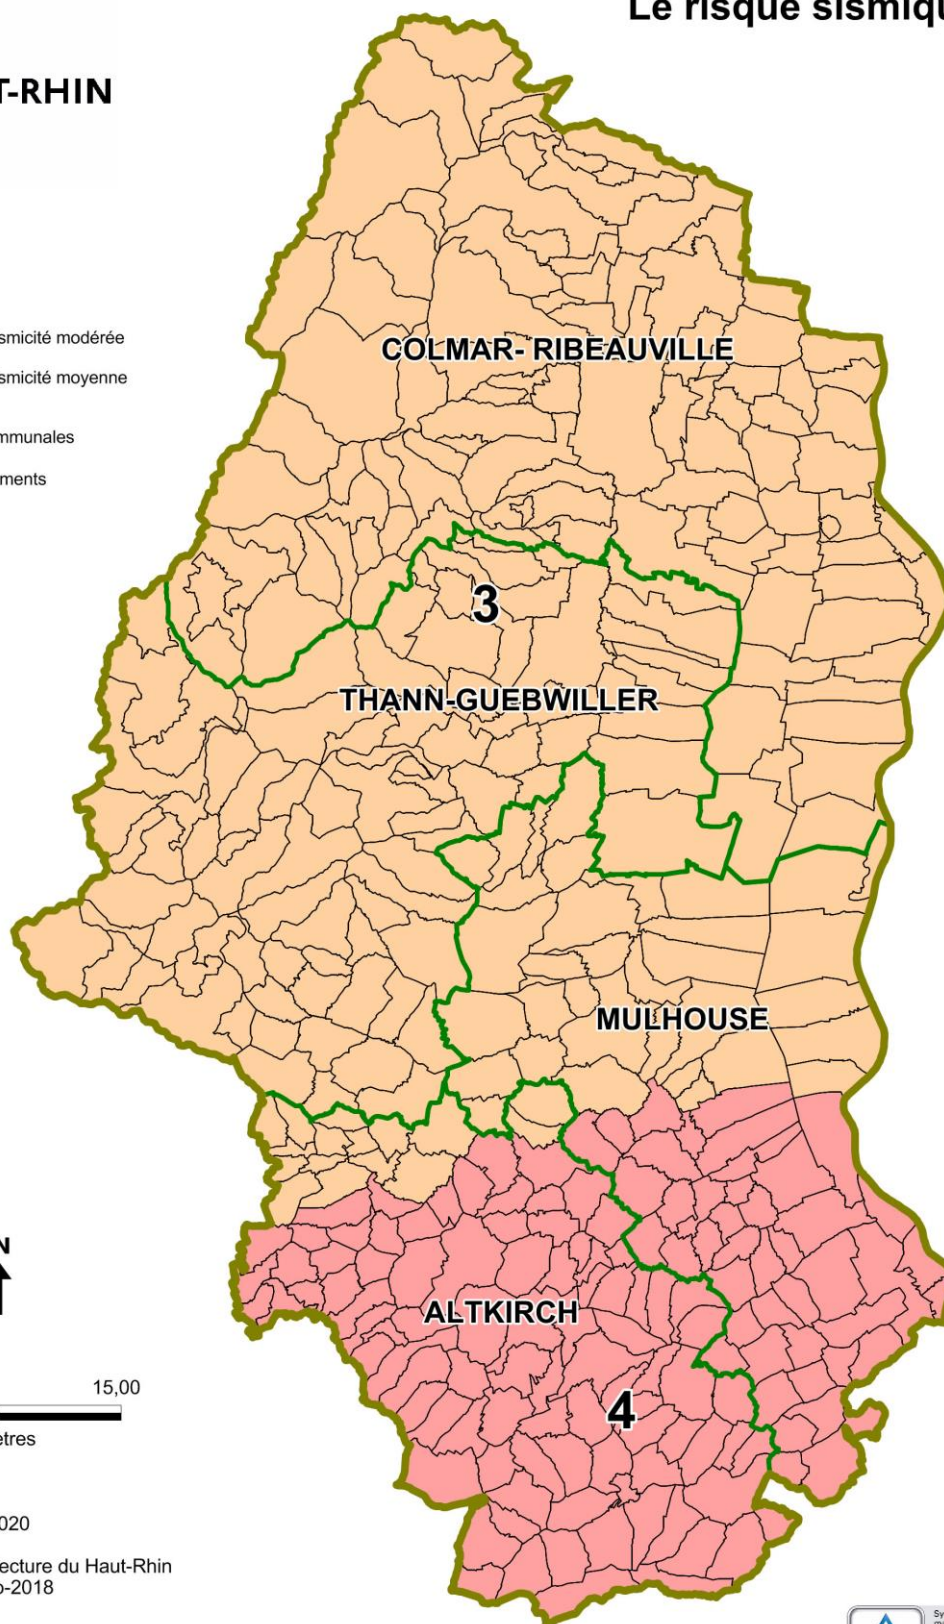 Le risque sismiqu
T-RHIN
smicité modérée
COLMAR- RIBEAUVILLE
smicité moyenne
mmunales
ments
3
THANN-GUEBWILLER
MULHOUSE
N
ALTKIRCH
15,00
4
ètres
020
ecture du Haut-Rhin
o-2018